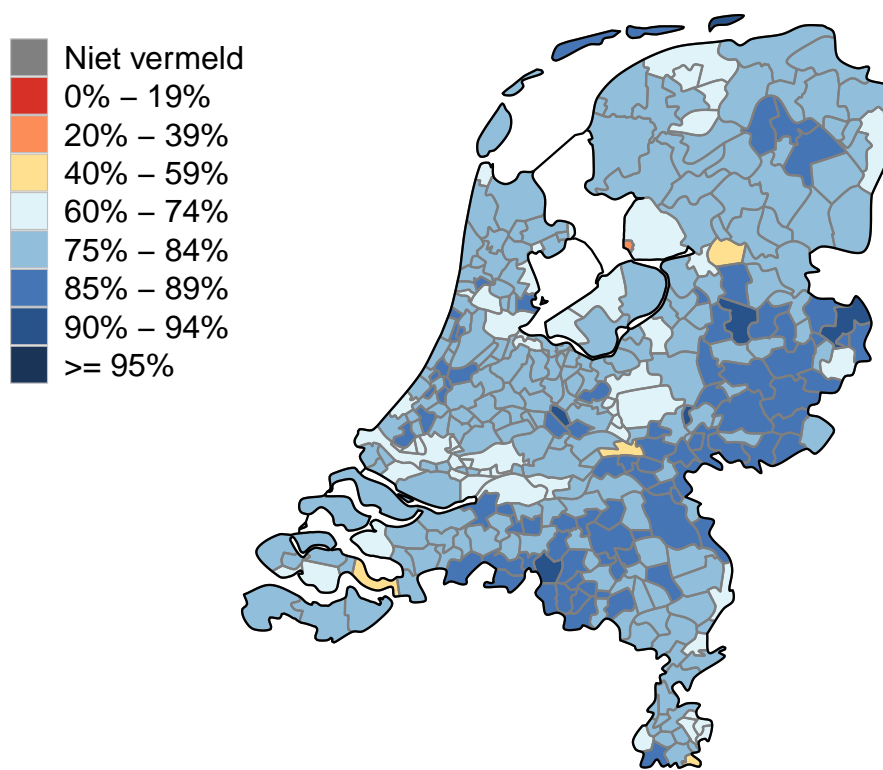 Niet vermeld
0% – 19%
20% – 39%
40% – 59%
60% – 74%
75% – 84%
85% – 89%
90% – 94%
>= 95%